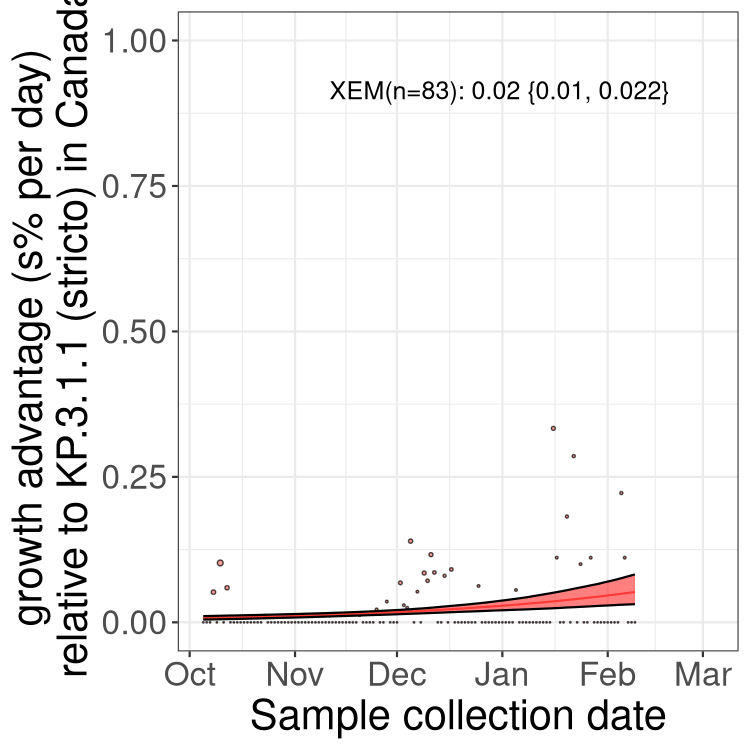 growth advantage (s% per day)
relative to KP.3.1.1 (stricto) in Canada
1.00
0.75
0.50
0.25
0.00
XEM(n=83): 0.02 {0.01, 0.022}
Oct Nov Dec Jan Feb Mar
Sample collection date